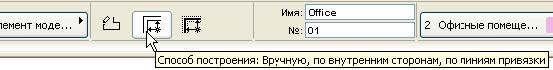 лемент моде...
Имя: Office
№: 01
2 Офисные помеще...
Способ построения: Вручную, по внутренним сторонам, по линиям привязки